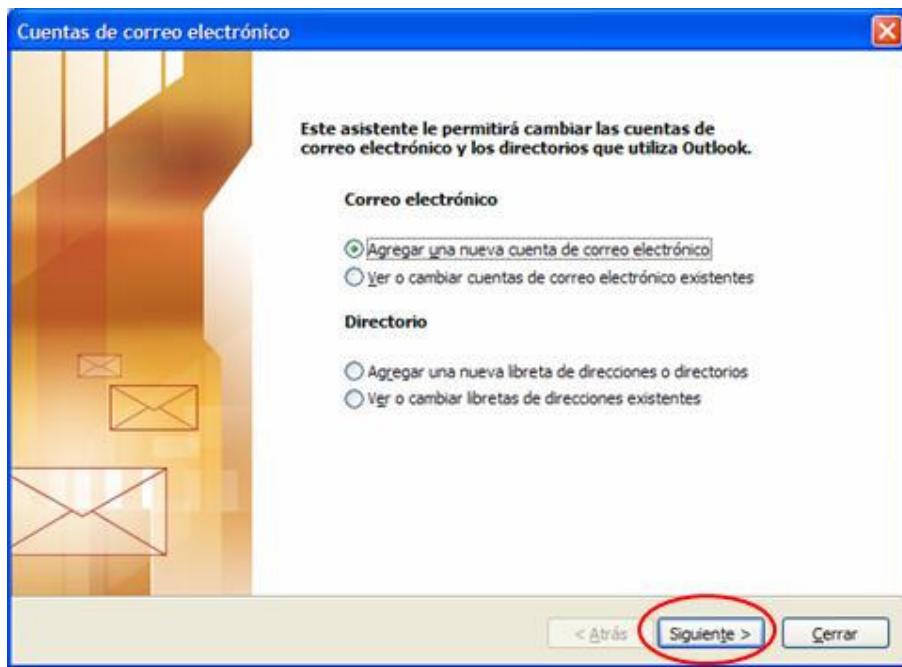 Cuentas de correo electrónico
Este asistente le permitirá cambiar las cuentas de
correo electrónico y los directorios que utiliza Outlook.
Correo electrónico
Agregar una nueva cuenta de correo electrónico
Ver o cambiar cuentas de correo electrónico existentes
Directorio
Agregar una nueva libreta de direcciones o directorios
Ver o cambiar libretas de direcciones existentes
< Atrás
Siguiente >
Cerrar